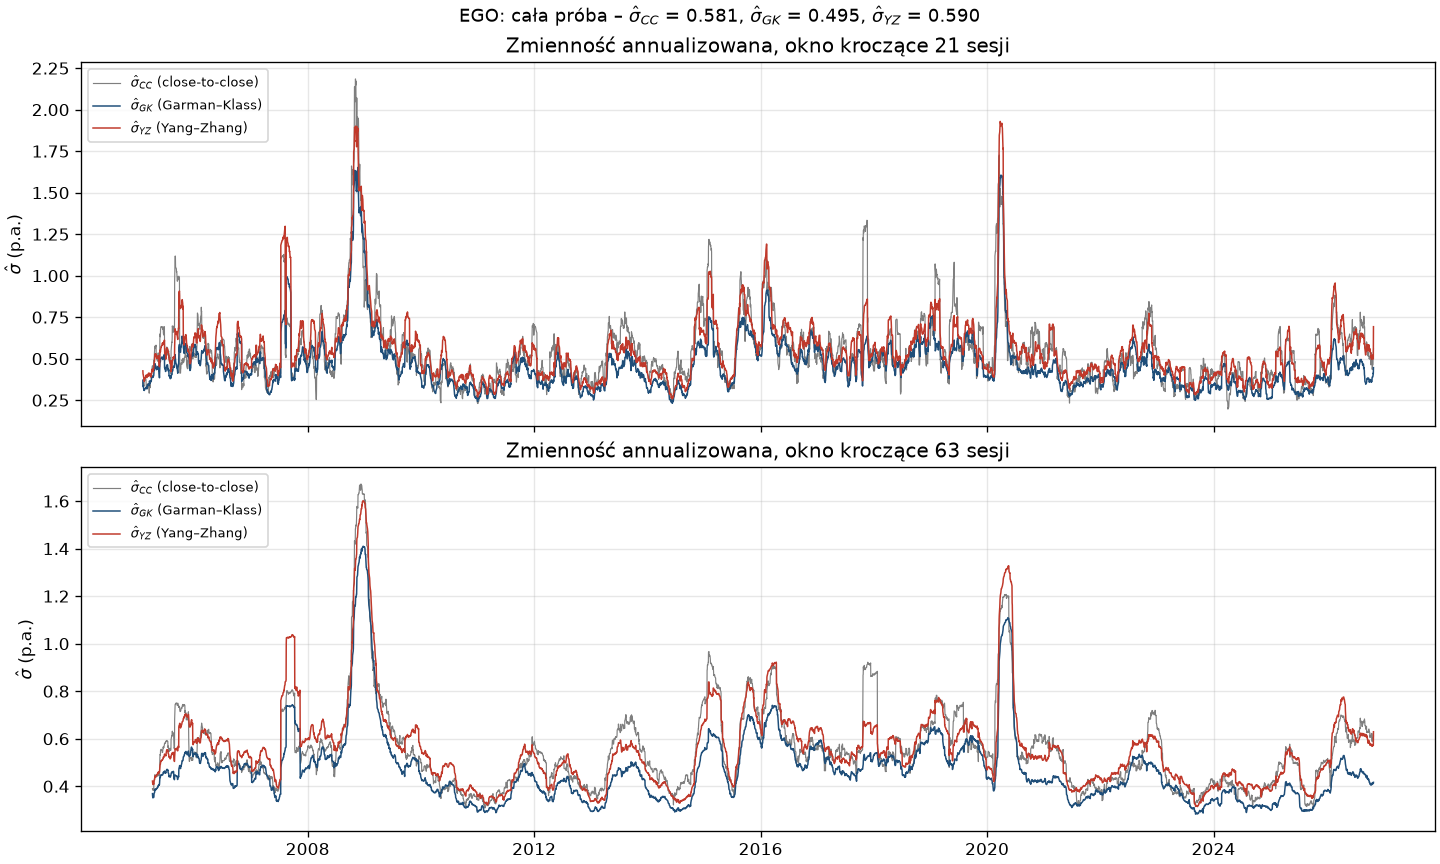 EGO: cała próba – σ̂CC = 0.581, σ̂GK = 0.495, σ̂YZ = 0.590
Zmienność annualizowana, okno kroczące 21 sesji
σ̂ (p.a.)
2.25
2.00
1.75
1.50
1.25
1.00
0.75
0.50
0.25
σ̂CC (close-to-close)
σ̂GK (Garman–Klass)
σ̂YZ (Yang–Zhang)
Zmienność annualizowana, okno kroczące 63 sesji
σ̂ (p.a.)
1.6
1.4
1.2
1.0
0.8
0.6
0.4
σ̂CC (close-to-close)
σ̂GK (Garman–Klass)
σ̂YZ (Yang–Zhang)
2008 2012 2016 2020 2024